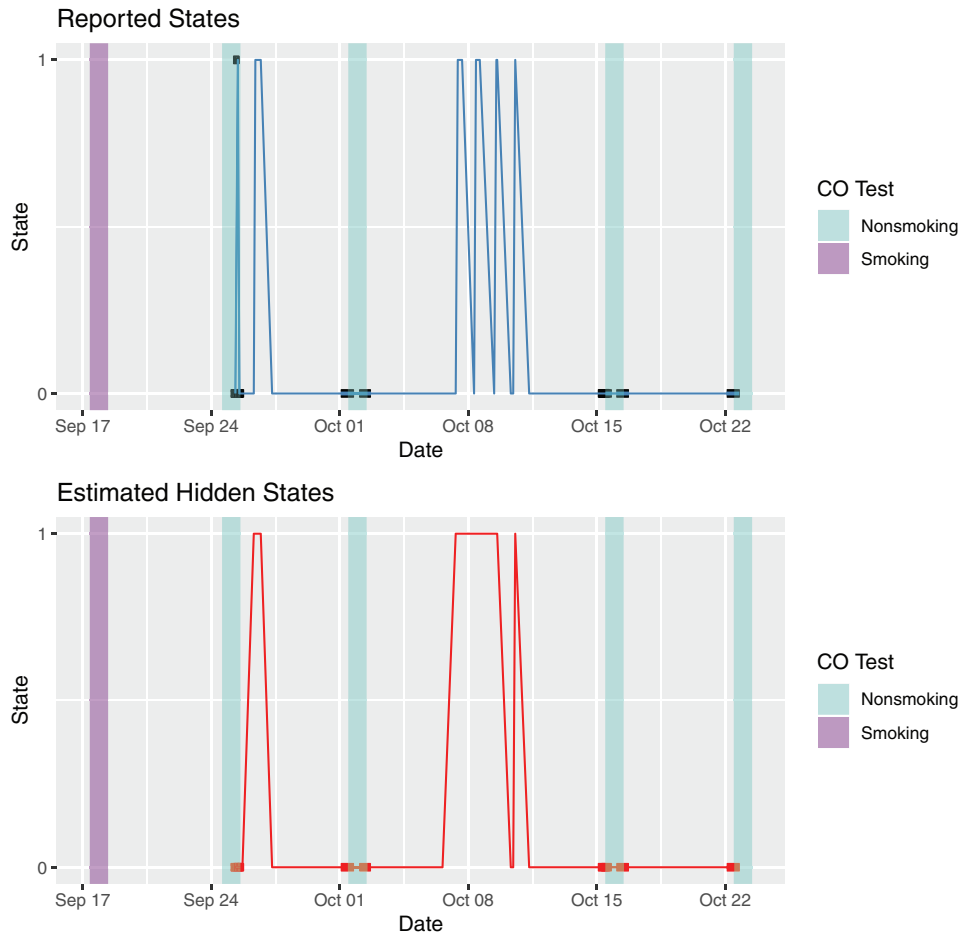 Reported States
1
0
State
Sep 17
Sep 24
Oct 01
Oct 08
Oct 15
Oct 22
Date
CO Test
Nonsmoking
Smoking
Estimated Hidden States
1
0
State
Sep 17
Sep 24
Oct 01
Oct 08
Oct 15
Oct 22
Date
CO Test
Nonsmoking
Smoking